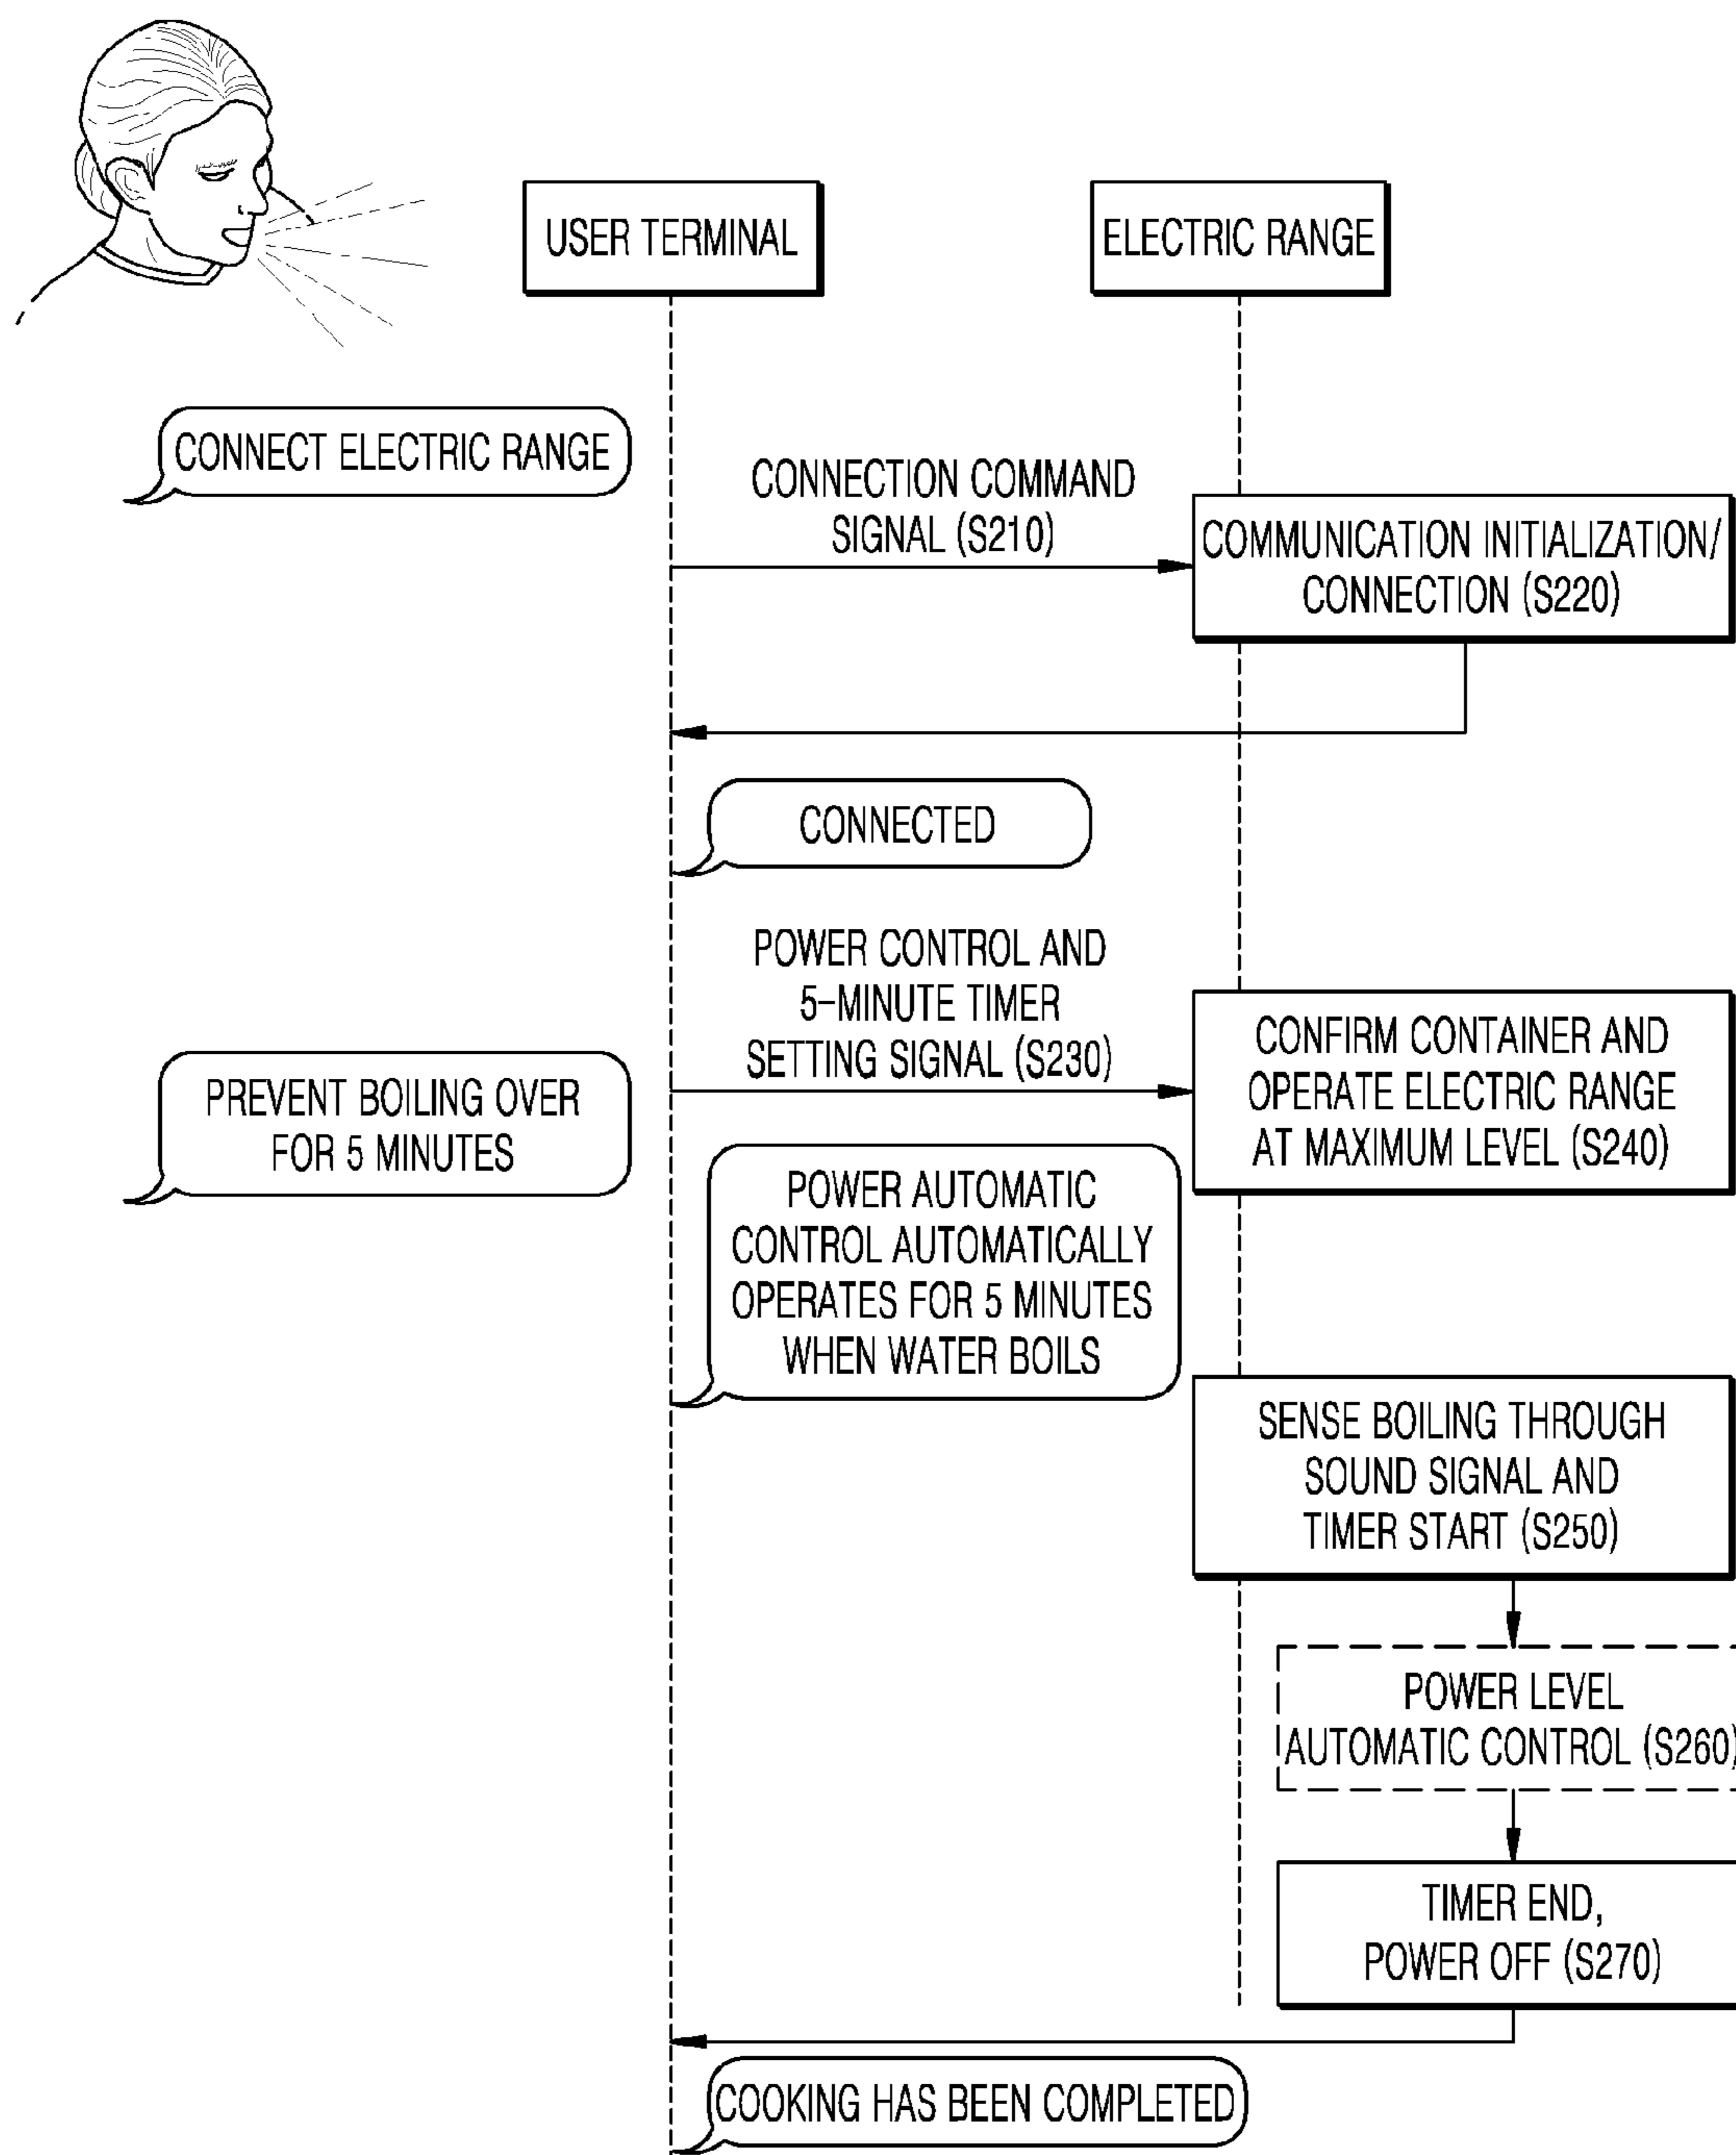 USER TERMINAL
ELECTRIC RANGE
CONNECT ELECTRIC RANGE
CONNECTION COMMAND
SIGNAL (S210)
COMMUNICATION INITIALIZATION/
CONNECTION (S220)
CONNECTED
POWER CONTROL AND
5-MINUTE TIMER
SETTING SIGNAL (S230)
PREVENT BOILING OVER
FOR 5 MINUTES
CONFIRM CONTAINER AND
OPERATE ELECTRIC RANGE
AT MAXIMUM LEVEL (S240)
POWER AUTOMATIC
CONTROL AUTOMATICALLY
OPERATES FOR 5 MINUTES
WHEN WATER BOILS
SENSE BOILING THROUGH
SOUND SIGNAL AND
TIMER START (S250)
POWER LEVEL
AUTOMATIC CONTROL (S260)
TIMER END,
POWER OFF (S270)
COOKING HAS BEEN COMPLETED